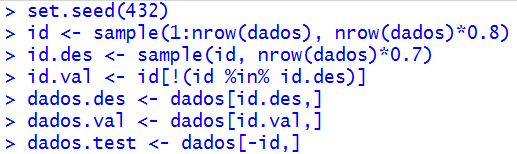 > set.seed(432)
> id <- sample(1:nrow(dados), nrow(dados)*0.8)
> id.des <- sample(id, nrow(dados)*0.7)
> id.val <- id[!(id %in% id.des)]
> dados.des <- dados[id.des,]
> dados.val <- dados[id.val,]
> dados.test <- dados[-id,]